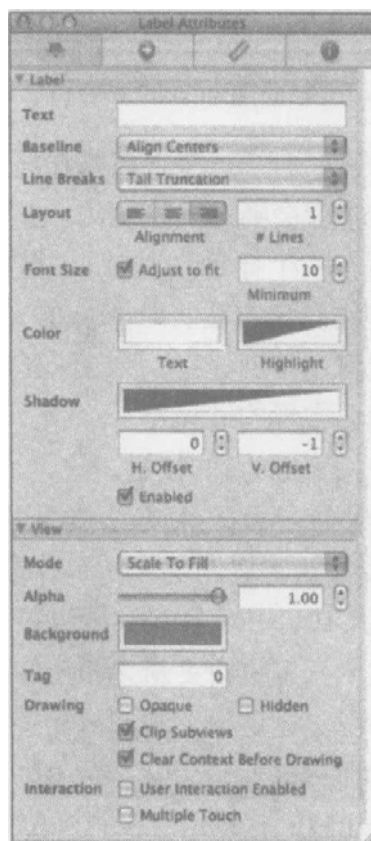 Label Attributes
Label
Text
Baseline Align Centers
Line Breaks Tail Truncation
Layout 1
Alignment # Lines
Font Size Adjust to fit 10
Minimum
Color
Text Highlight
Shadow
0 -1
H. Offset V. Offset
Enabled
View
Mode Scale To Fill
Alpha 1.00
Background
Tag 0
Drawing Opaque Hidden
Clip Subviews
Clear Context Before Drawing
Interaction User Interaction Enabled
Multiple Touch